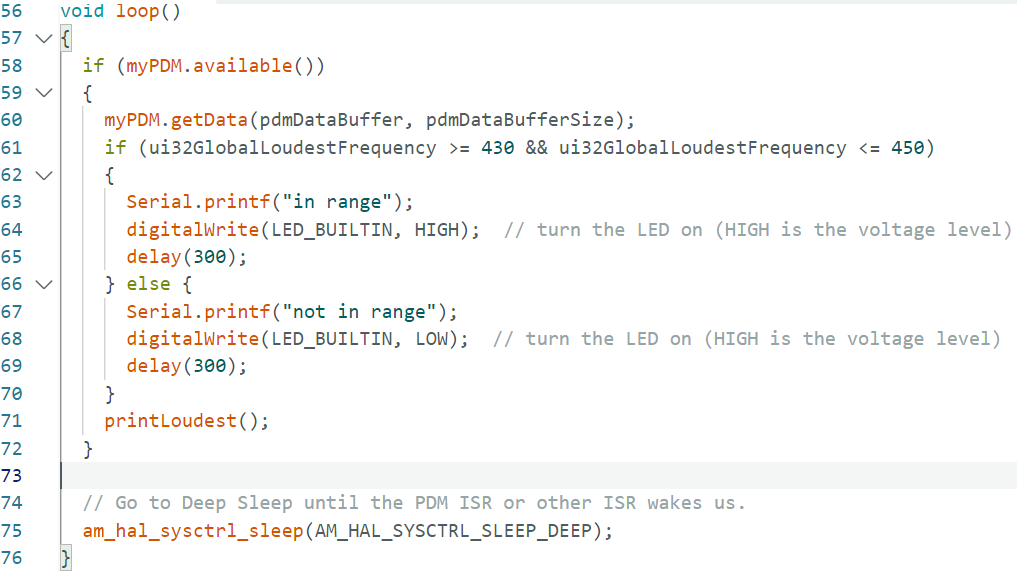 56 void loop()
57 {
58 if (myPDM.available())
59 {
60 myPDM.getData(pdmDataBuffer, pdmDataBufferSize);
61 if (ui32GlobalLoudestFrequency >= 430 && ui32GlobalLoudestFrequency <= 450)
62 {
63 Serial.printf("in range");
64 digitalWrite(LED_BUILTIN, HIGH);  // turn the LED on (HIGH is the voltage level)
65 delay(300);
66 } else {
67 Serial.printf("not in range");
68 digitalWrite(LED_BUILTIN, LOW);  // turn the LED on (HIGH is the voltage level)
69 delay(300);
70 }
71 printLoudest();
72 }
73
74 // Go to Deep Sleep until the PDM ISR or other ISR wakes us.
75 am_hal_sysctrl_sleep(AM_HAL_SYSCTRL_SLEEP_DEEP);
76 }